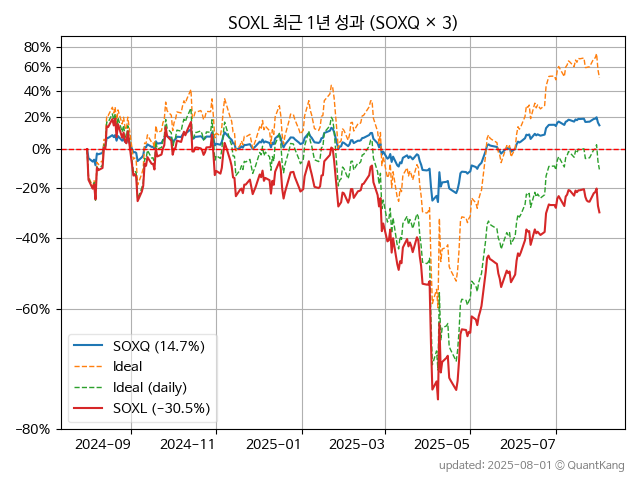 SOXL 최근 1년 성과 (SOXQ × 3)
80%
60%
40%
20%
0%
−20%
−40%
−60%
−80%
SOXQ (14.7%)
Ideal
Ideal (daily)
SOXL (−30.5%)
2024−09
2024−11
2025−01
2025−03
2025−05
2025−07
updated: 2025−08−01 © QuantKang